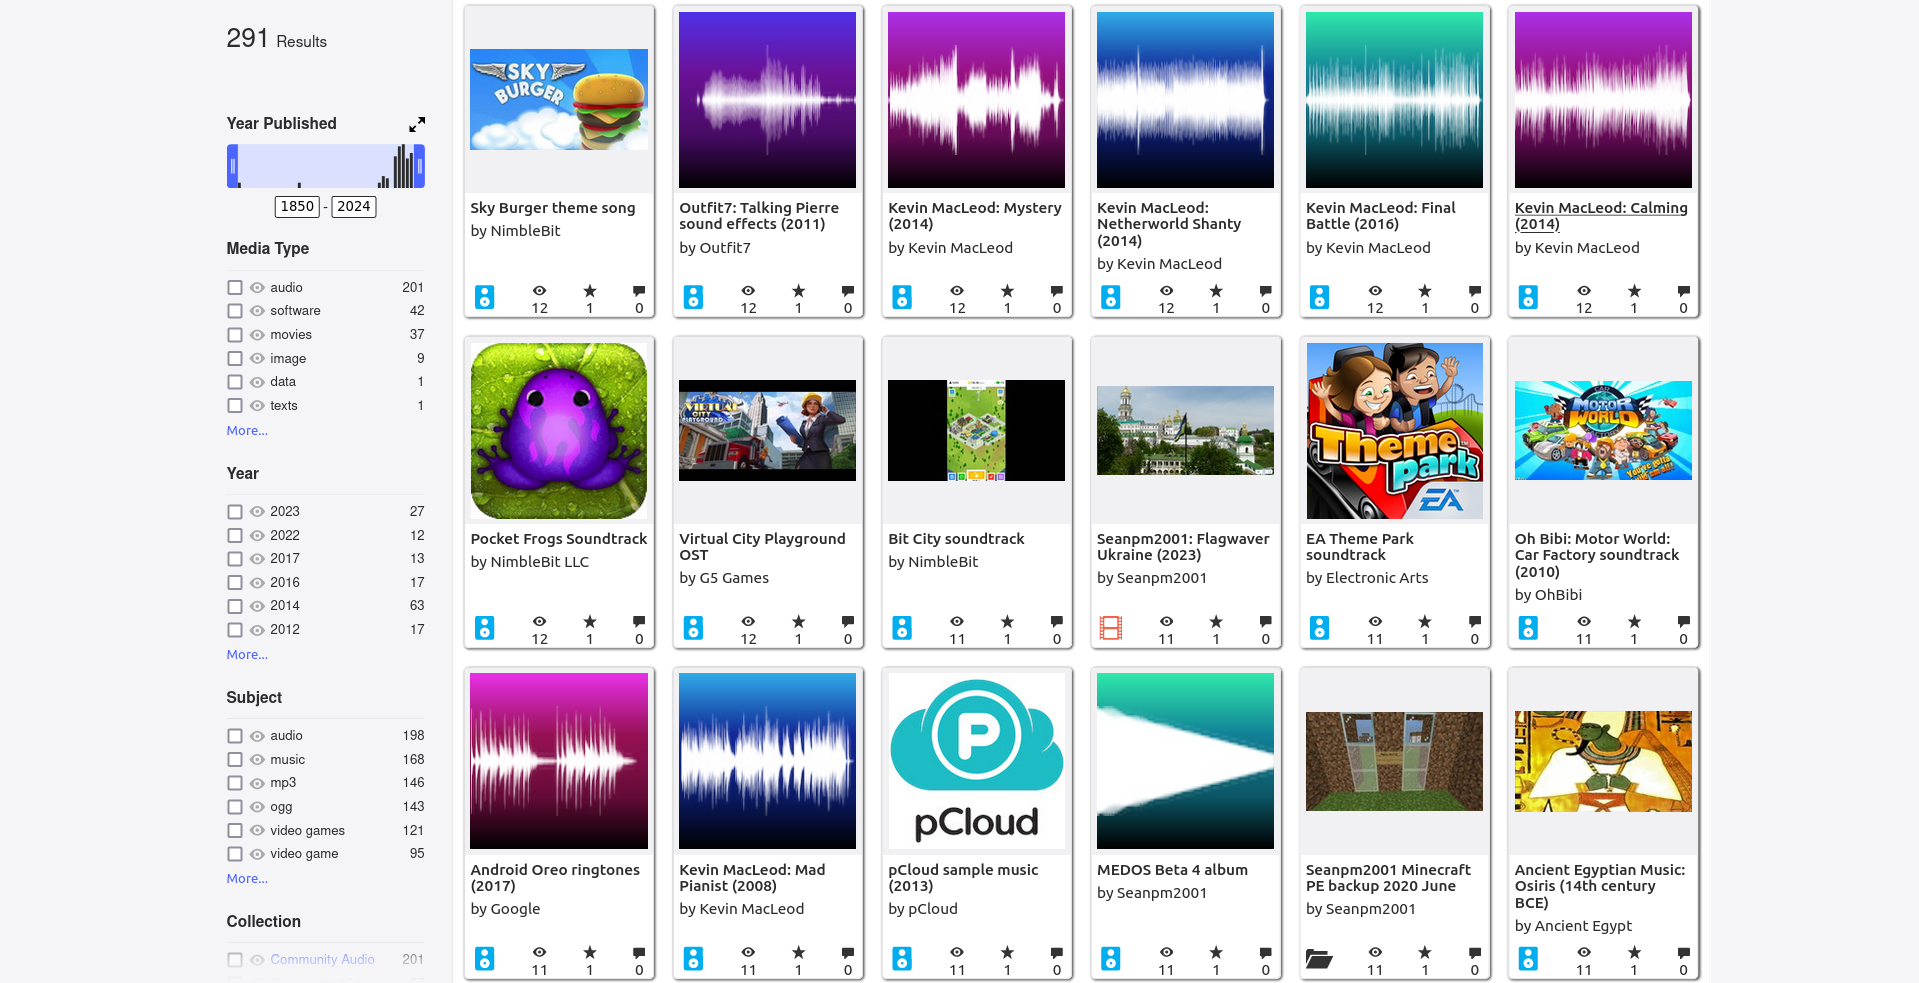 291 Results
Year Published
1850 - 2024
Media Type
audio 201
software 42
movies 37
image 9
data 1
texts 1
More...
Year
2023 27
2022 12
2017 13
2016 17
2014 63
2012 17
More...
Subject
audio 198
music 168
mp3 146
ogg 143
video games 121
video game 95
More...
Collection
Community Audio 201
SKY
BURGER
Sky Burger theme song
by NimbleBit
12 1 0
Outfit7: Talking Pierre
sound effects (2011)
by Outfit7
12 1 0
Kevin MacLeod: Mystery
(2014)
by Kevin MacLeod
12 1 0
Kevin MacLeod:
Netherworld Shanty
(2014)
by Kevin MacLeod
12 1 0
Kevin MacLeod: Final
Battle (2016)
by Kevin MacLeod
12 1 0
Kevin MacLeod: Calming
(2014)
by Kevin MacLeod
12 1 0
Pocket Frogs Soundtrack
by NimbleBit LLC
12 1 0
VIRTUAL
CITY
PLAYGROUND
Virtual City Playground
OST
by G5 Games
12 1 0
Bit City soundtrack
by NimbleBit
11 1 0
Seanpm2001: Flagwaver
Ukraine (2023)
by Seanpm2001
11 1 0
Theme
park
EA
EA Theme Park
soundtrack
by Electronic Arts
11 1 0
CAR
MOTOR
WORLD
Oh Bibi: Motor World:
Car Factory soundtrack
(2010)
by OhBibi
11 1 0
Android Oreo ringtones
(2017)
by Google
11 1 0
Kevin MacLeod: Mad
Pianist (2008)
by Kevin MacLeod
11 1 0
P
pCloud
pCloud sample music
(2013)
by pCloud
11 1 0
MEDOS Beta 4 album
by Seanpm2001
11 1 0
Seanpm2001 Minecraft
PE backup 2020 June
by Seanpm2001
11 1 0
Ancient Egyptian Music:
Osiris (14th century
BCE)
by Ancient Egypt
11 1 0